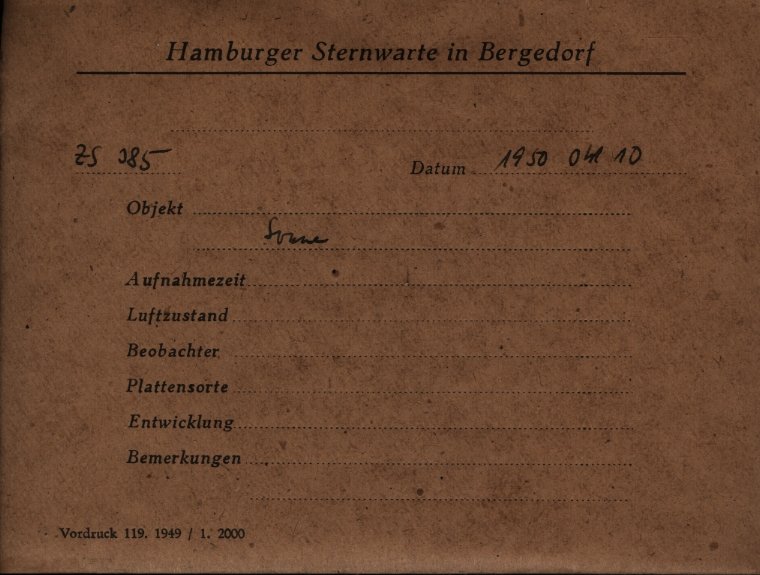 Hamburger Sternwarte in Bergedorf
ZS 385 Datum 1950 10
Objekt
Sonne
Aufnahmezeit
Luftzustand
Beobachter
Plattensorte
Entwicklung
Bemerkungen
Vordruck 119. 1949 / 1. 2000